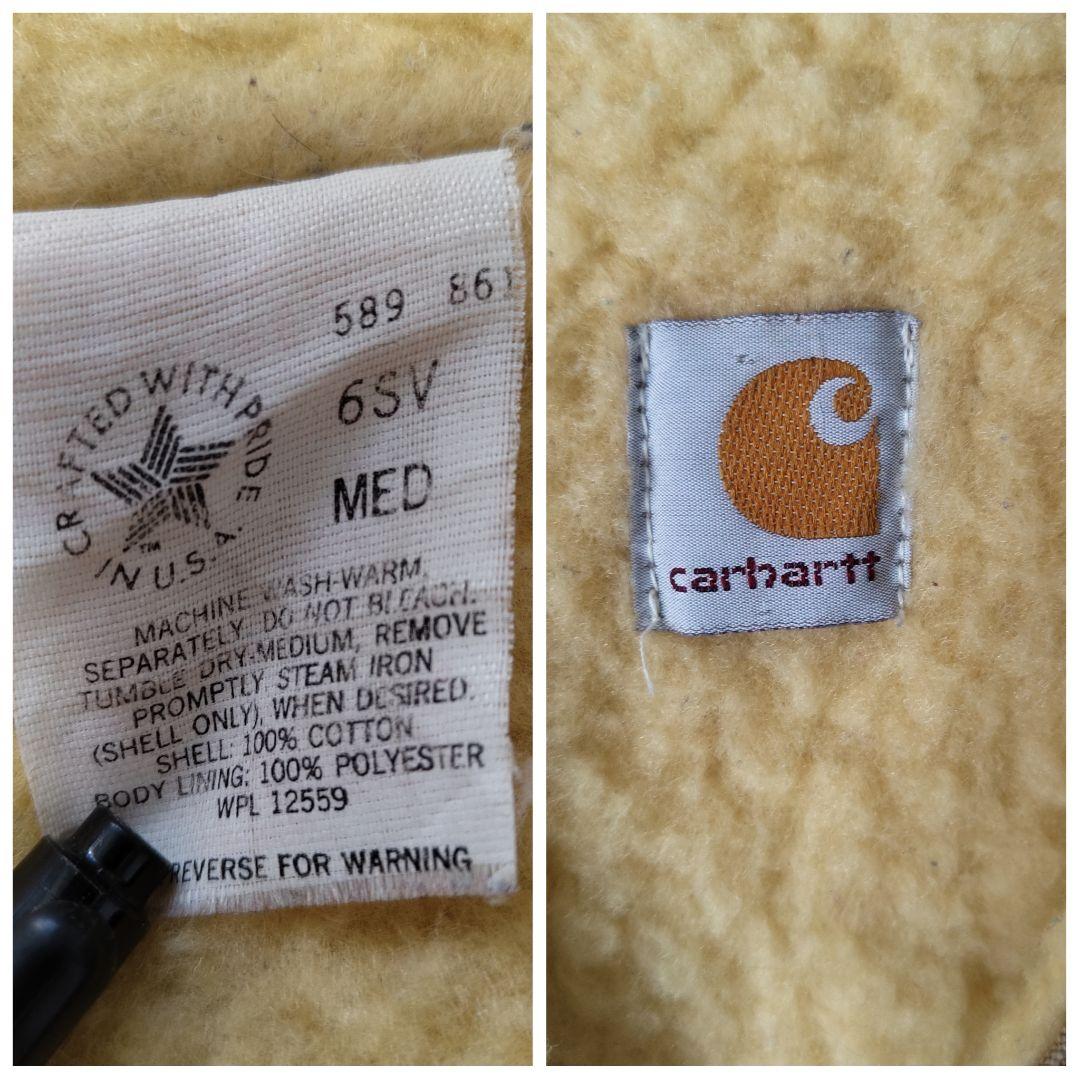 589 861
6SV
MED
CRAFTED WITH PRIDE
IN U.S.A.
TM
MACHINE WASH-WARM,
SEPARATELY, DO NOT BLEACH.
TUMBLE DRY-MEDIUM, REMOVE
PROMPTLY, STEAM IRON
(SHELL ONLY), WHEN DESIRED.
SHELL: 100% COTTON
BODY LINING: 100% POLYESTER
WPL 12559
REVERSE FOR WARNING
carhartt